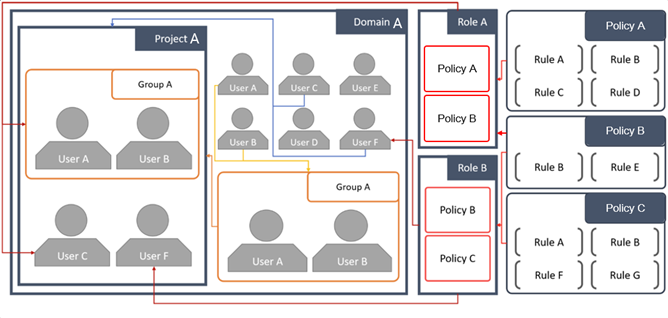 Domain A
Project A
Group A
User A
User B
User C
User F
User A
User C
User E
User B
User D
User F
Group A
User A
User B
Role A
Policy A
Policy B
Role B
Policy B
Policy C
Policy A
Rule A
Rule B
Rule C
Rule D
Policy B
Rule B
Rule E
Policy C
Rule A
Rule B
Rule F
Rule G